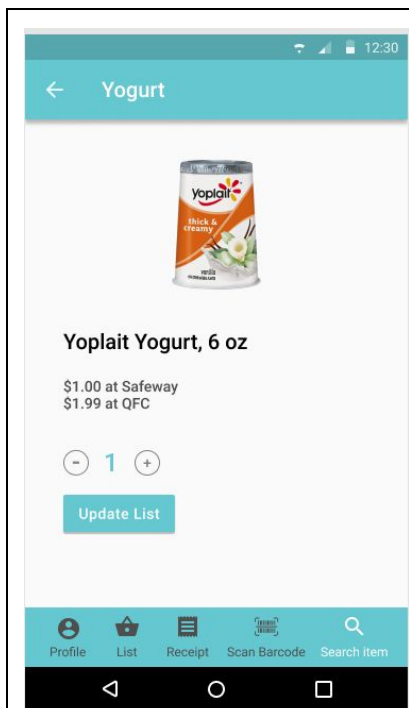 12:30
Yogurt
yoplait
thick &
creamy
vanilla
Yoplait Yogurt, 6 oz
$1.00 at Safeway
$1.99 at QFC
1
Update List
Profile List Receipt Scan Barcode Search item